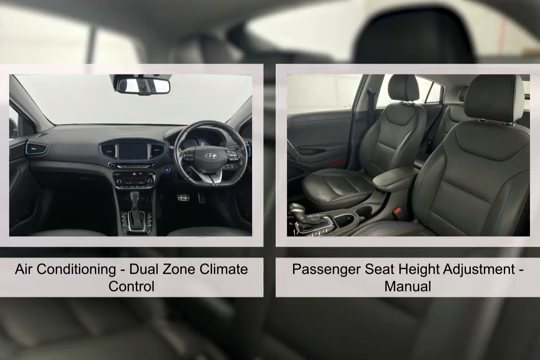 Air Conditioning - Dual Zone Climate
Control
Passenger Seat Height Adjustment -
Manual